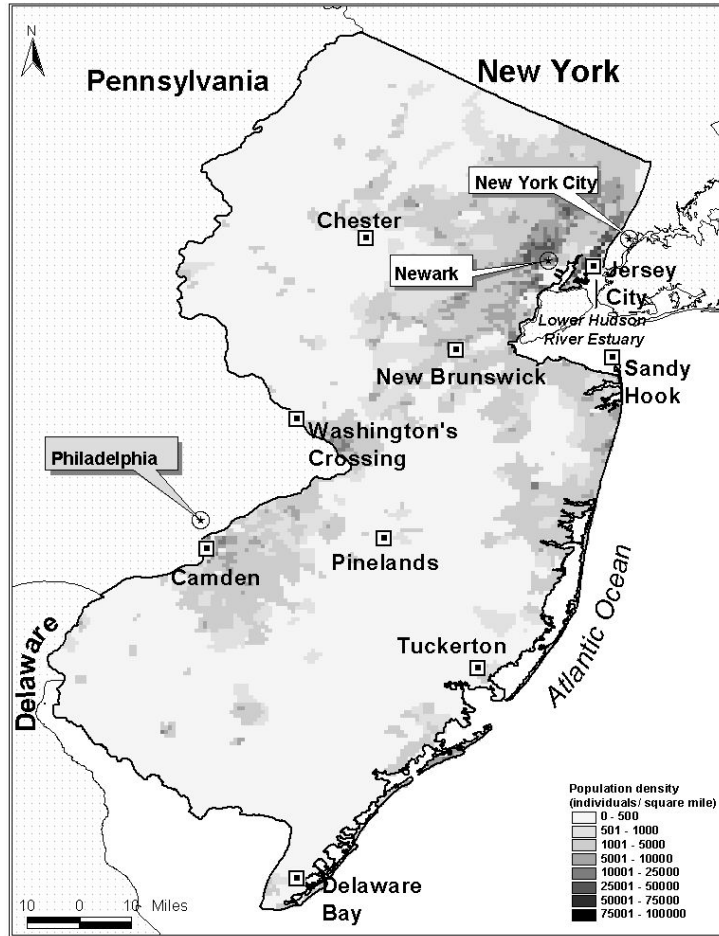 N
Pennsylvania
New York
New York City
Chester
Newark
Jersey
City
Lower Hudson
River Estuary
New Brunswick
Sandy
Hook
Washington's
Crossing
Philadelphia
Camden
Pinelands
Delaware
Tuckerton
Atlantic Ocean
Population density
(individuals/ square mile)
0 - 500
501 - 1000
1001 - 5000
5001 - 10000
10001 - 25000
25001 - 50000
50001 - 75000
75001 - 100000
Delaware
Bay
10 0 10 Miles